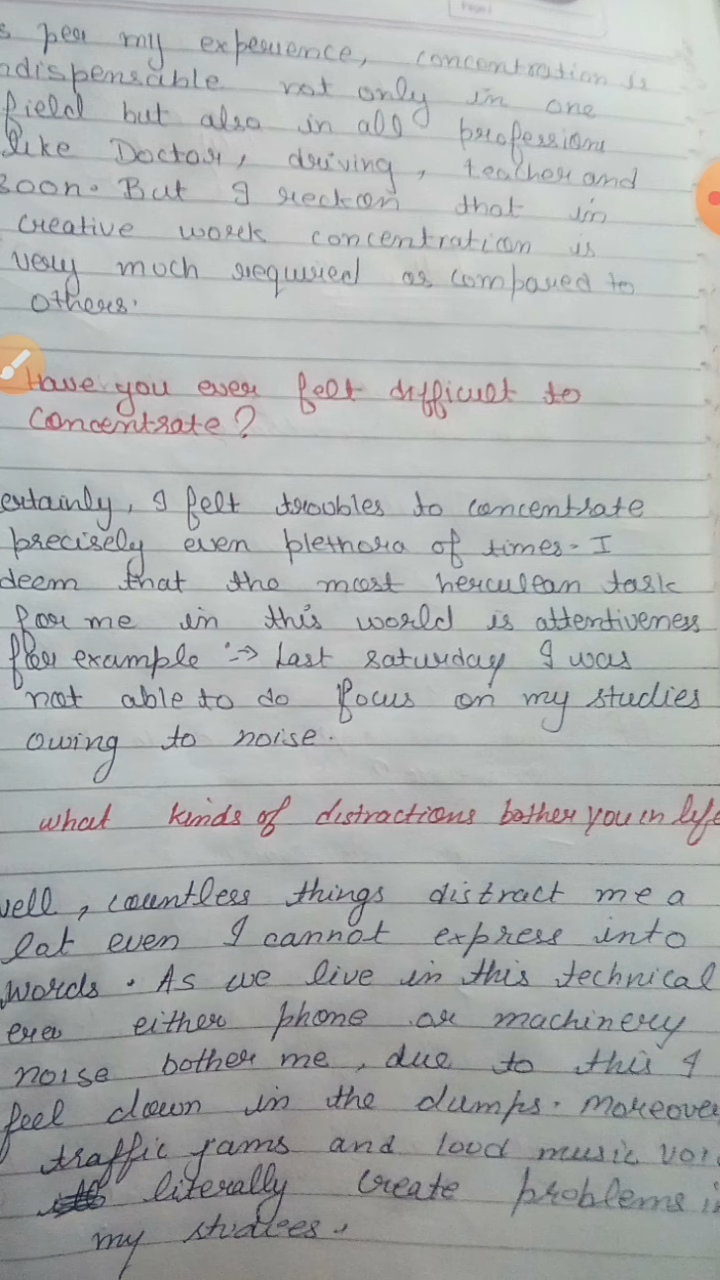 s per my experience, concentration is
ndispensable not only in one
field but also in all professions
like Doctor, driving, teacher and
soon. But I reckon that in
creative work concentration is
very much required as compared to
others.
Have you ever felt difficult to
concentrate?
ertainly, I felt troubles to concentrate
precisely even plethora of times. I
deem that the most herculean task
for me in this world is attentiveness
for example :-> Last saturday I was
not able to do focus on my studies
owing to noise.
what kinds of distractions bother you in life
well, countless things distract me a
lot even I cannot express into
words. As we live in this technical
era either phone or machinery
noise bother me, due to this I
feel down in the dumps. Moreover
traffic jams and loud music
literally create problems i
my studies.